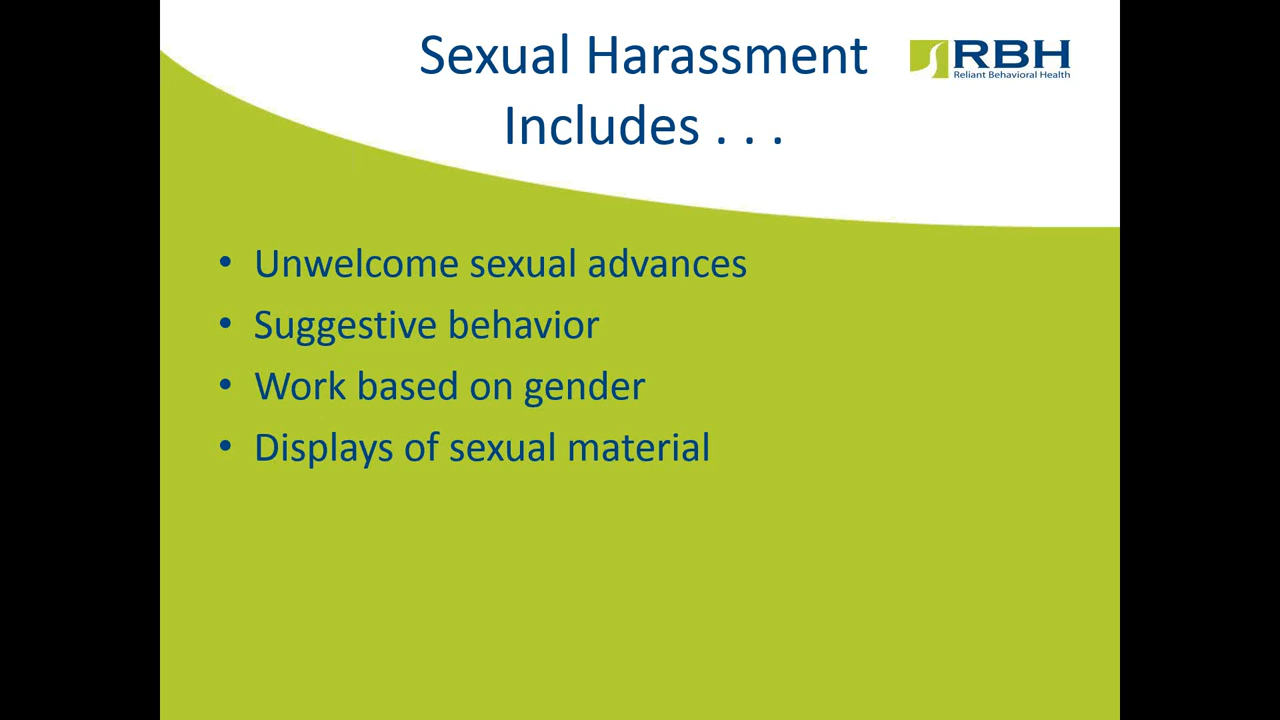 Sexual Harassment
Includes . . .
RBH
Reliant Behavioral Health
• Unwelcome sexual advances
• Suggestive behavior
• Work based on gender
• Displays of sexual material